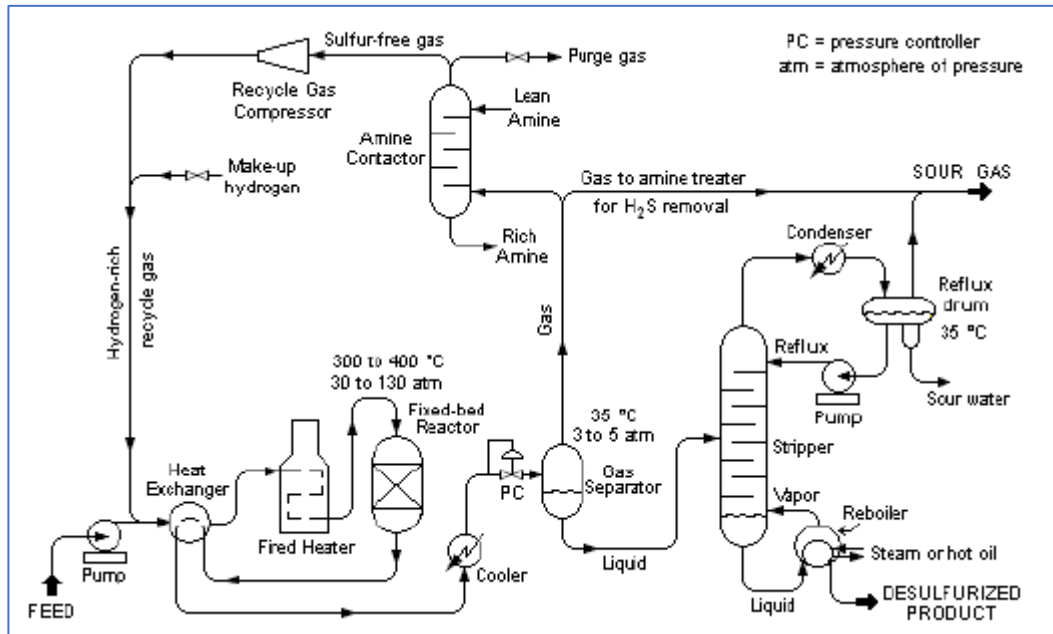 Sulfur-free gas
Purge gas
PC = pressure controller
atm = atmosphere of pressure
Recycle Gas
Compressor
Lean
Amine
Amine
Contactor
Make-up
hydrogen
Gas to amine treater
for H₂S removal
SOUR GAS
Rich
Amine
Condenser
Hydrogen-rich
recycle gas
Gas
Reflux
drum
35 °C
300 to 400 °C
30 to 130 atm
Fixed-bed
Reactor
Reflux
Pump
Sour water
35 °C
3 to 5 atm
Stripper
Heat
Exchanger
PC
Gas
Separator
Vapor
Reboiler
Fired Heater
Steam or hot oil
Pump
Cooler
Liquid
FEED
Liquid
DESULFURIZED
PRODUCT